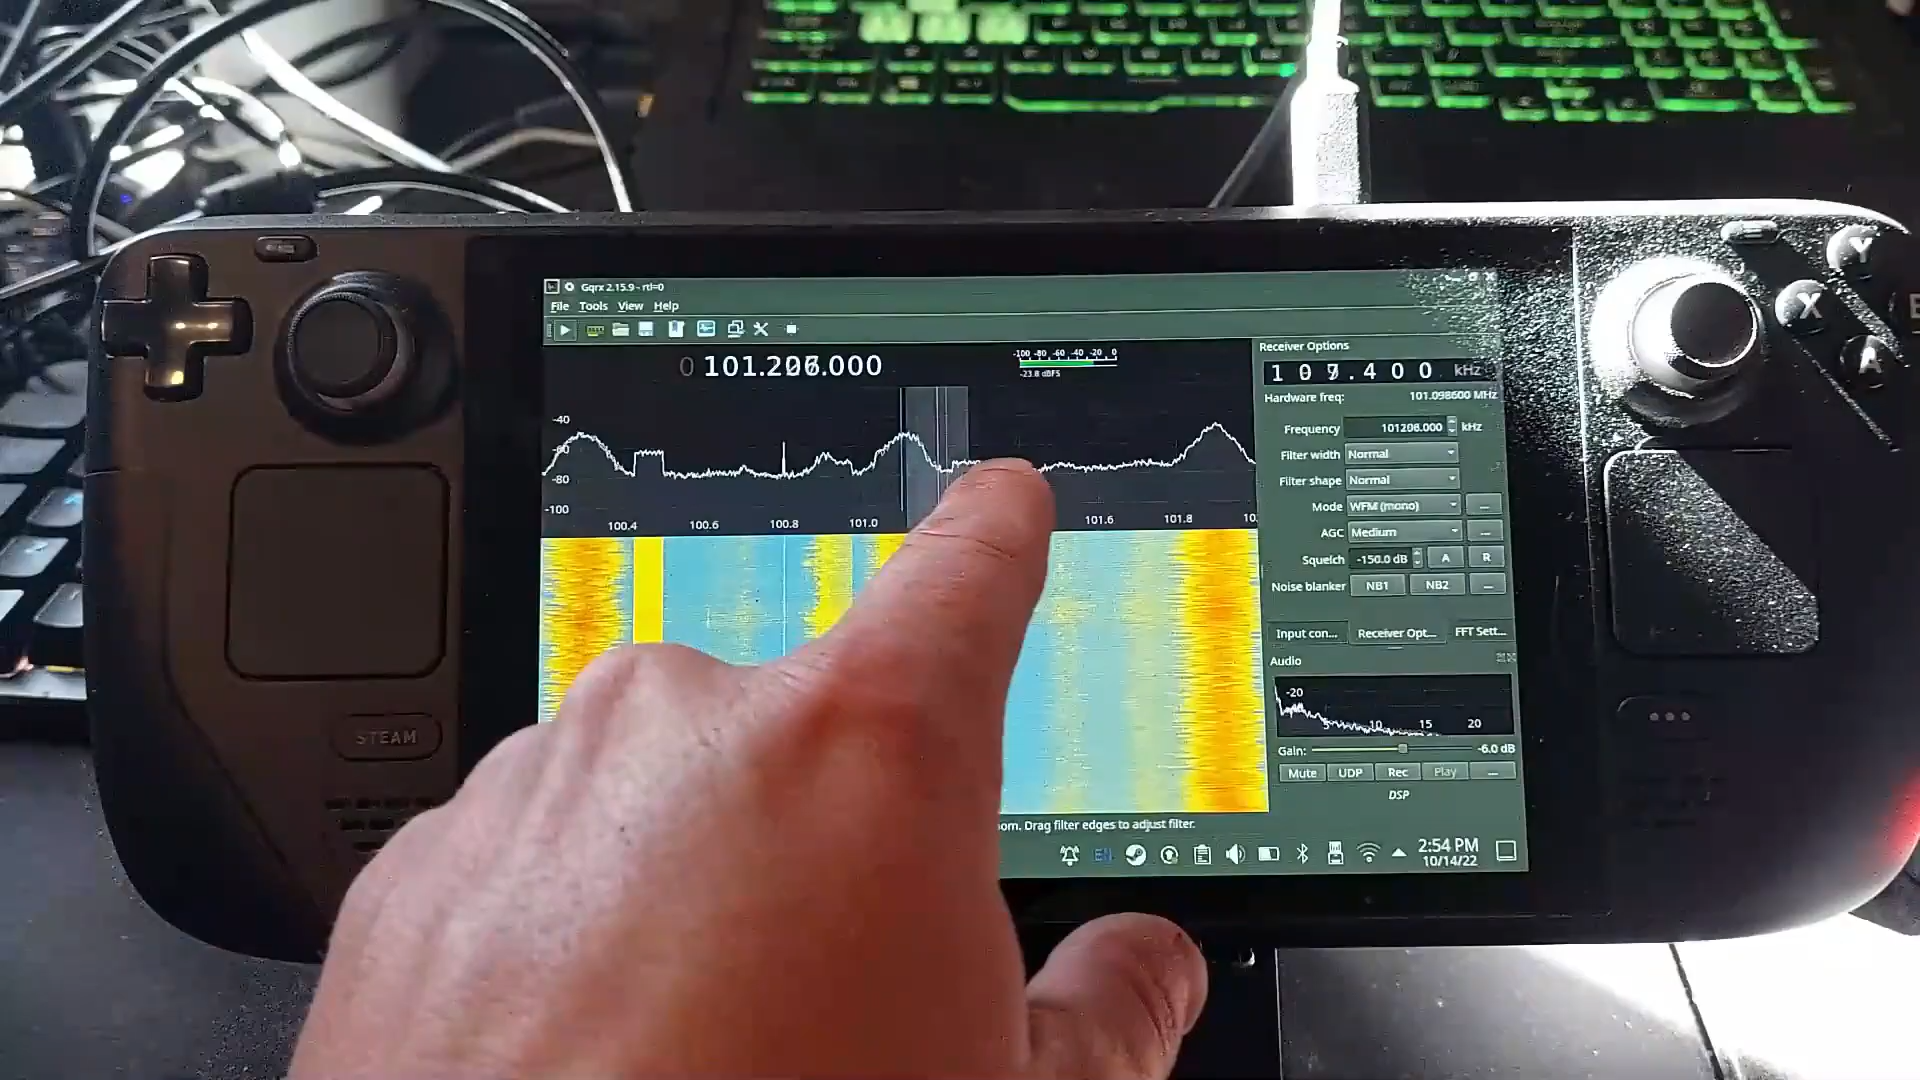 Gqrx 2.15.9 - rtl=0
File Tools View Help
Receiver Options
-100 -80 -60 -40 -20 0
-23.8 dBFS
kHz
Hardware freq: 101.098600 MHz
Frequency 101206.000 kHz
Filter width Normal
Filter shape Normal
Mode WFM (mono) ...
AGC Medium ...
Squelch -150.0 dB A R
Noise blanker NB1 NB2 ...
-40
-60
-80
-100
100.4 100.6 100.8 101.0 101.6 101.8
Input con... Receiver Opt... FFT Sett...
Audio
-20
5 10 15 20
Gain: -6.0 dB
Mute UDP Rec Play ...
DSP
oom. Drag filter edges to adjust filter.
EN
2:54 PM
10/14/22
STEAM
Y
X
B
A